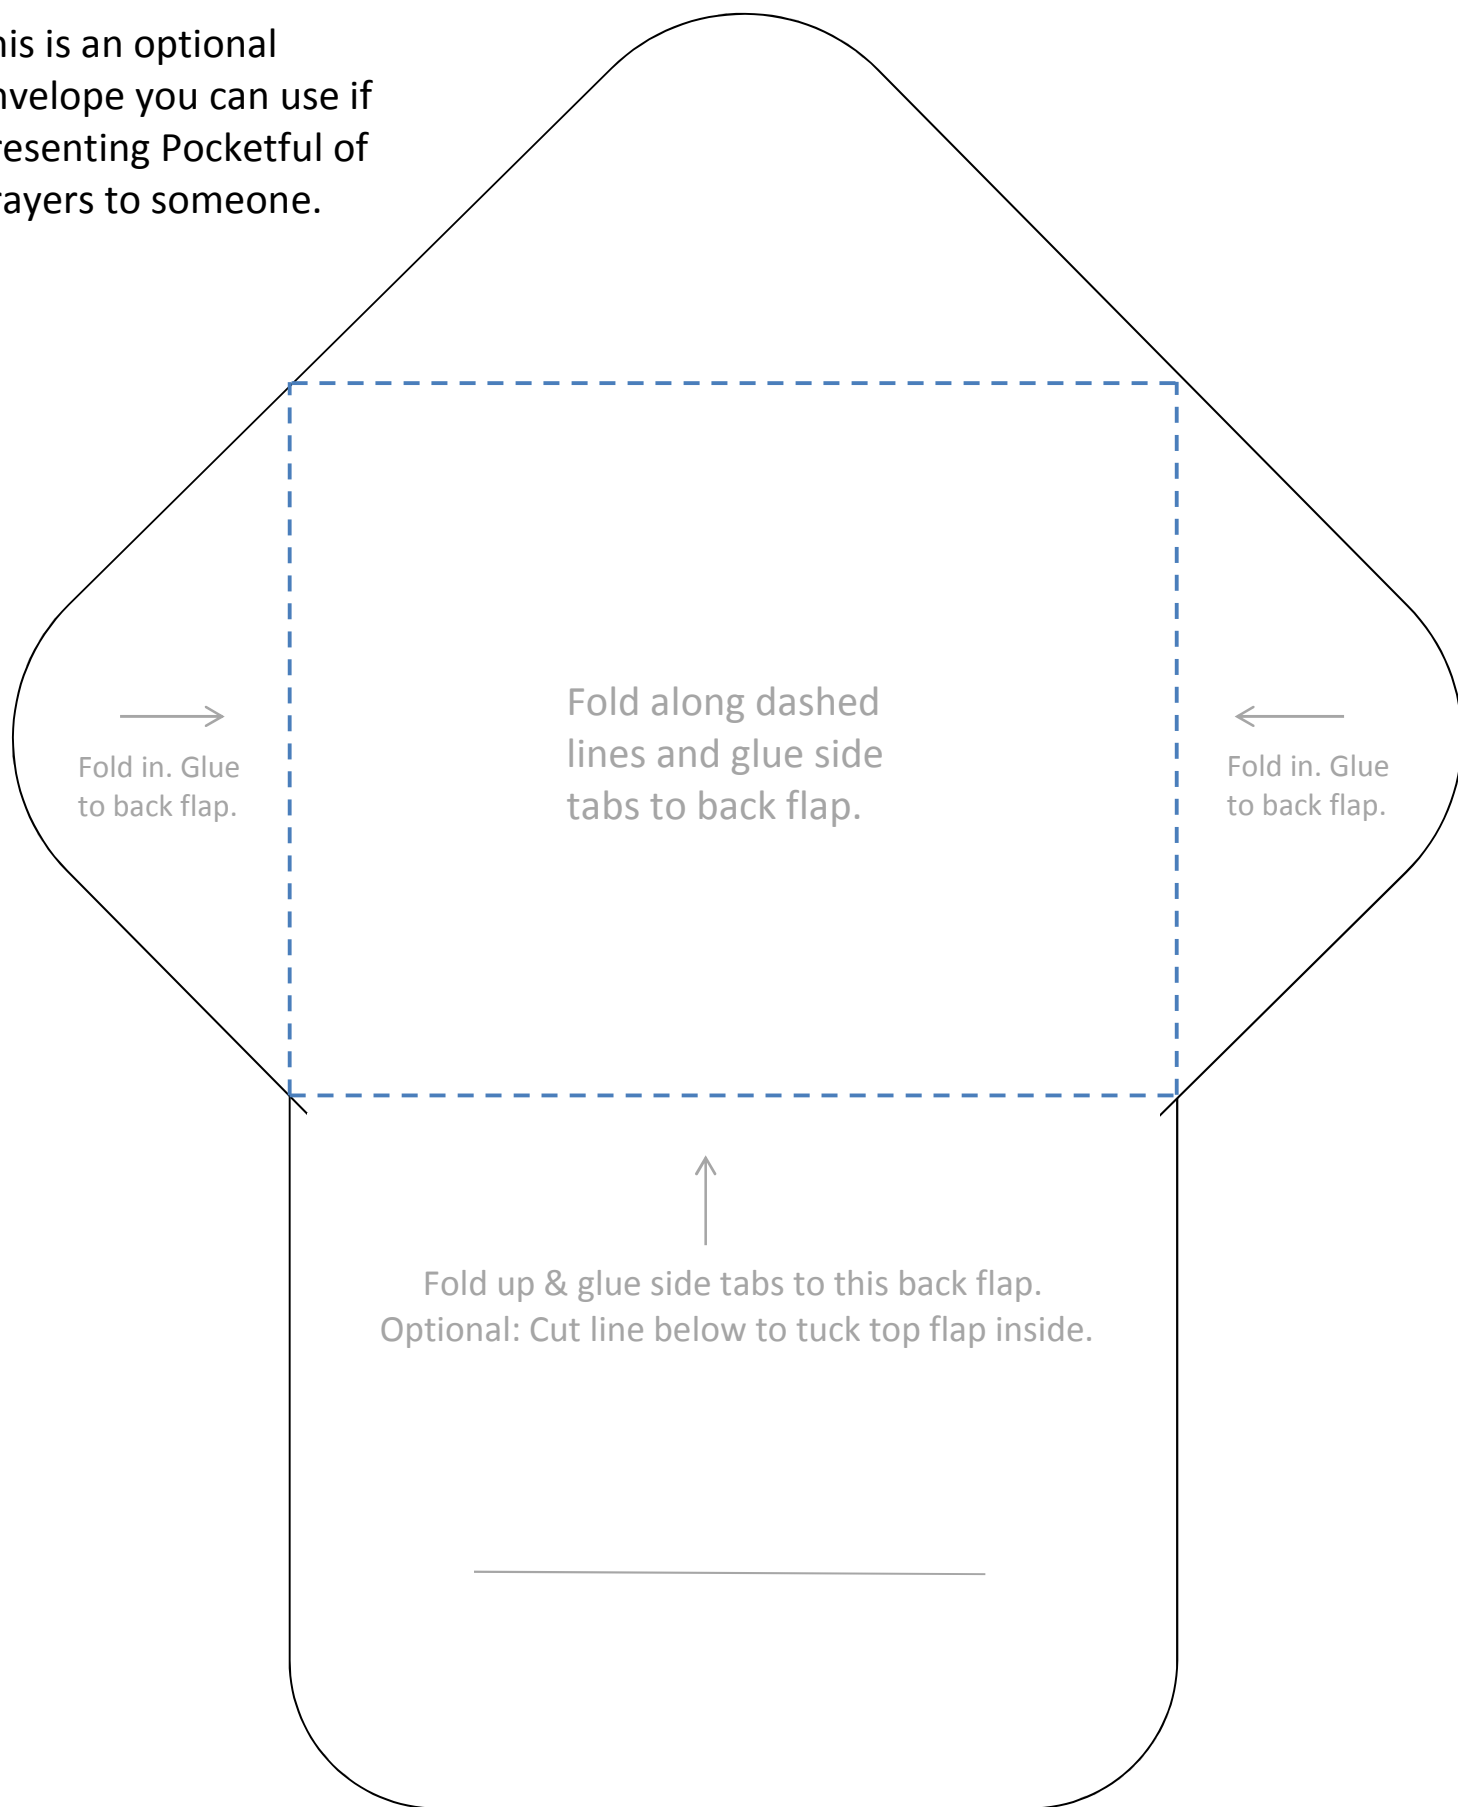 his is an optional
nvelope you can use if
resenting Pocketful of
rayers to someone.
Fold along dashed
lines and glue side
tabs to back flap.
Fold in. Glue
to back flap.
Fold in. Glue
to back flap.
Fold up & glue side tabs to this back flap.
Optional: Cut line below to tuck top flap inside.